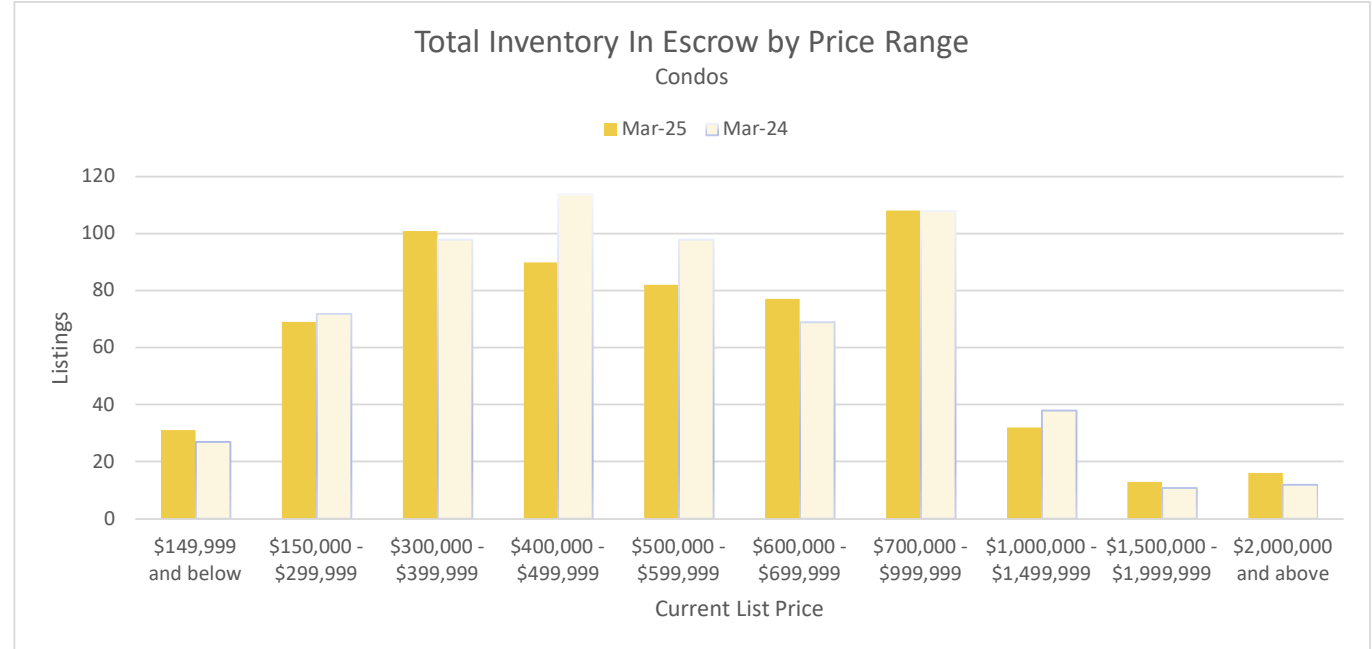 Total Inventory In Escrow by Price Range
Condos
Mar-25 Mar-24
120
100
80
60
40
20
0
Listings
$149,999 $150,000 - $300,000 - $400,000 - $500,000 - $600,000 - $700,000 - $1,000,000 - $1,500,000 - $2,000,000
and below $299,999 $399,999 $499,999 $599,999 $699,999 $999,999 $1,499,999 $1,999,999 and above
Current List Price